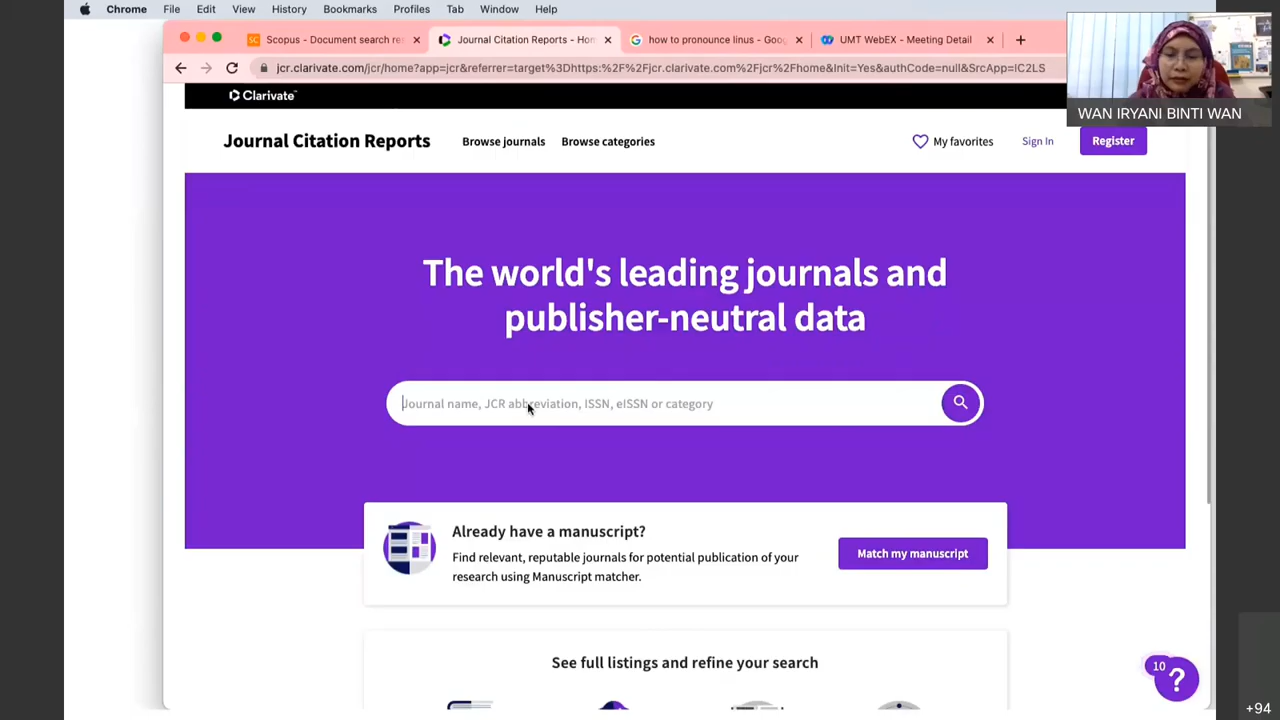 Chrome File Edit View History Bookmarks Profiles Tab Window Help
Scopus - Document search re
Journal Citation Reports - Hom
how to pronounce linus - Goog
UMT WebEX - Meeting Detail
jcr.clarivate.com/jcr/home?app=jcr&referrer=target%3Dhttps:%2F%2Fjcr.clarivate.com%2Fjcr%2Fhome&Init=Yes&authCode=null&SrcApp=IC2LS
WAN IRYANI BINTI WAN
Clarivate™
Journal Citation Reports Browse journals Browse categories My favorites Sign In Register
The world's leading journals and
publisher-neutral data
Journal name, JCR abbreviation, ISSN, eISSN or category
Already have a manuscript?
Find relevant, reputable journals for potential publication of your
research using Manuscript matcher.
Match my manuscript
See full listings and refine your search
10
?
+94